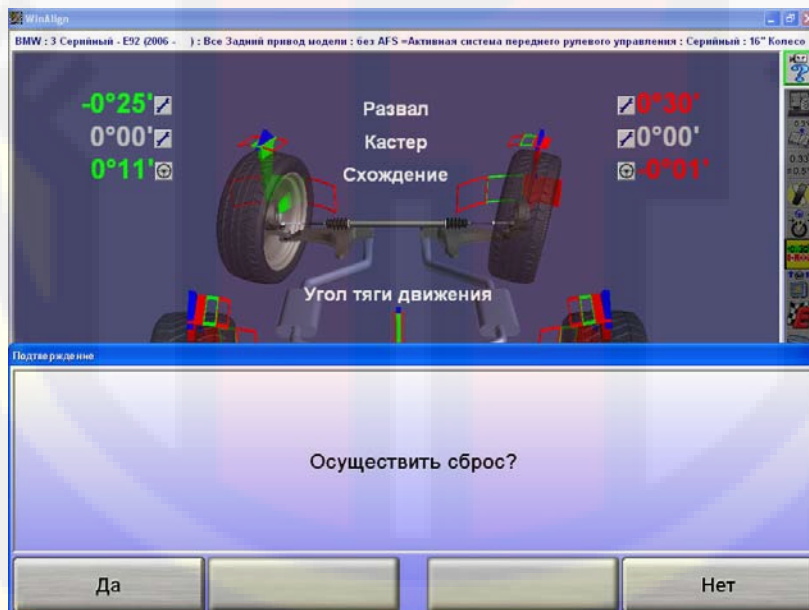 WinAlign
BMW : 3 Серийный - E92 (2006 - ) : Все Задний привод модели : без AFS =Активная система переднего рулевого управления : Серийный : 16" Колесо
-0°25' Развал 0°30'
0°00' Кастер 0°00'
0°11' Схождение -0°01'
Угол тяги движения
Подтверждение
Осуществить сброс?
Да Нет